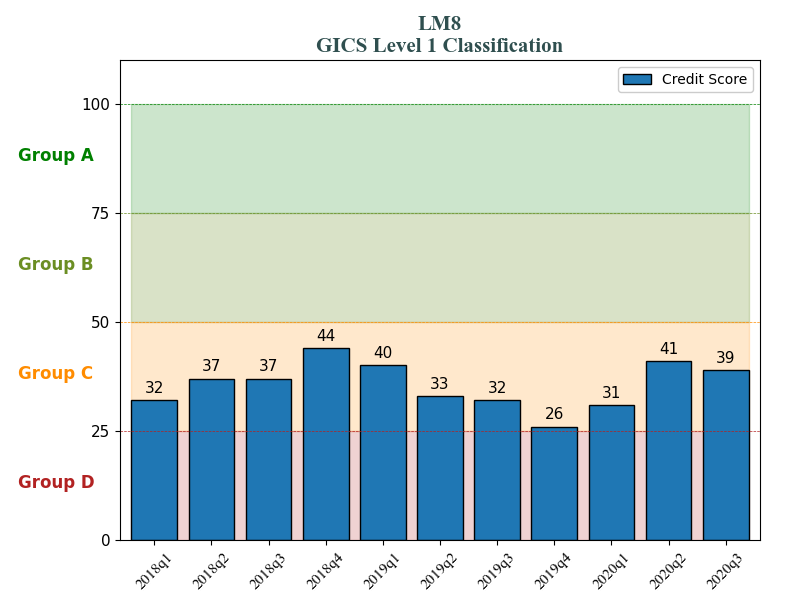 LM8
GICS Level 1 Classification
Credit Score
100
Group A
75
Group B
50
44
41
40
39
37
37
Group C
33
32
32
31
26
25
Group D
0
2018q1
2018q2
2018q3
2018q4
2019q1
2019q2
2019q3
2019q4
2020q1
2020q2
2020q3